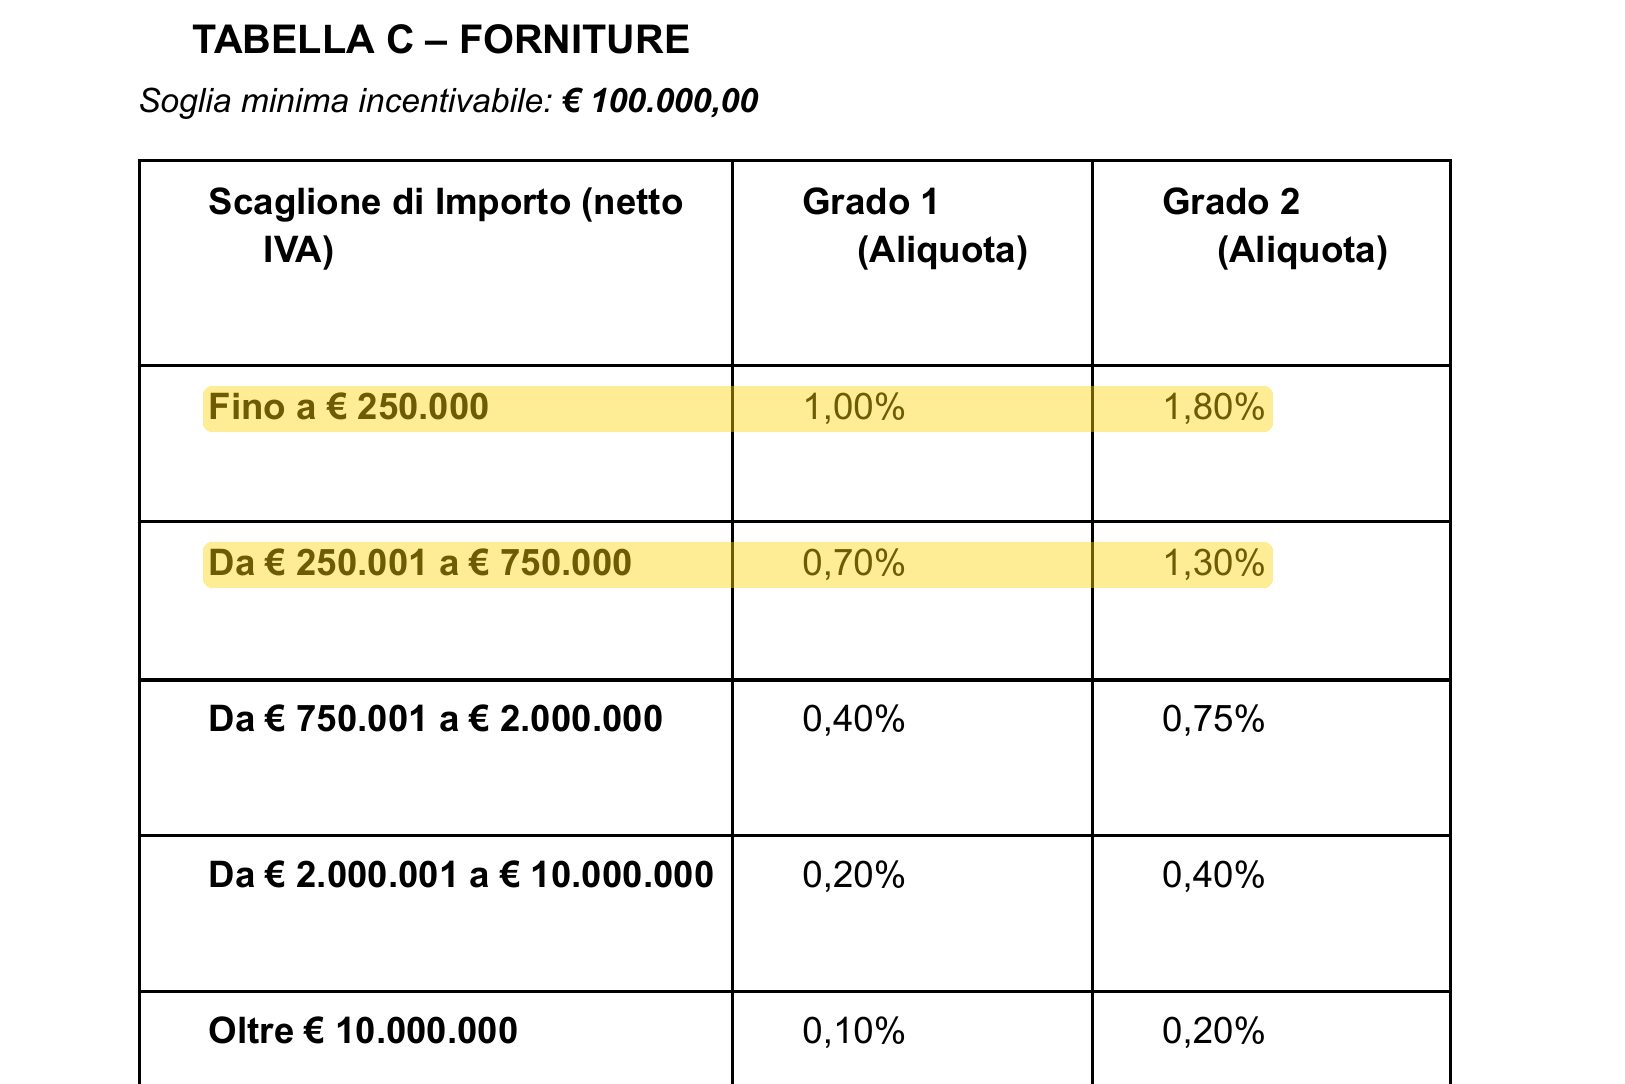 TABELLA C – FORNITURE
Soglia minima incentivabile: € 100.000,00
Scaglione di Importo (netto IVA)
Grado 1 (Aliquota)
Grado 2 (Aliquota)
Fino a € 250.000 1,00% 1,80%
Da € 250.001 a € 750.000 0,70% 1,30%
Da € 750.001 a € 2.000.000 0,40% 0,75%
Da € 2.000.001 a € 10.000.000 0,20% 0,40%
Oltre € 10.000.000 0,10% 0,20%